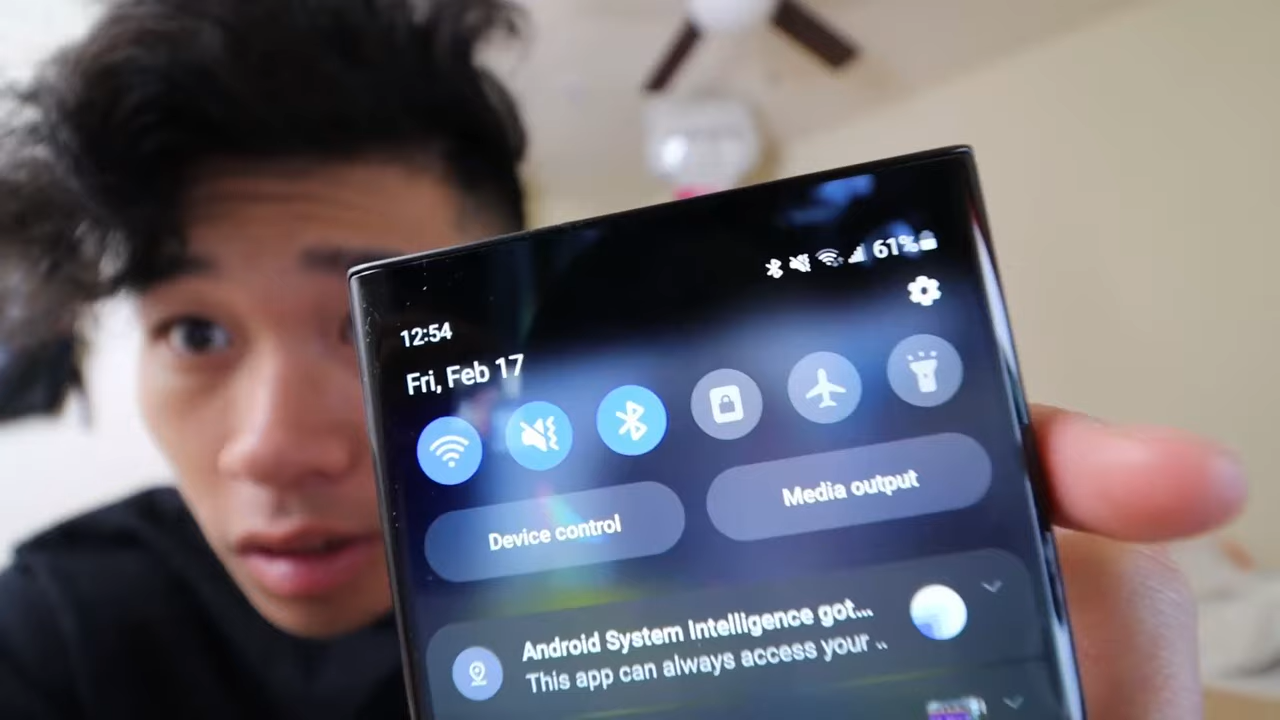 61%
12:54
Fri, Feb 17
Device control
Media output
Android System Intelligence got...
This app can always access your ..